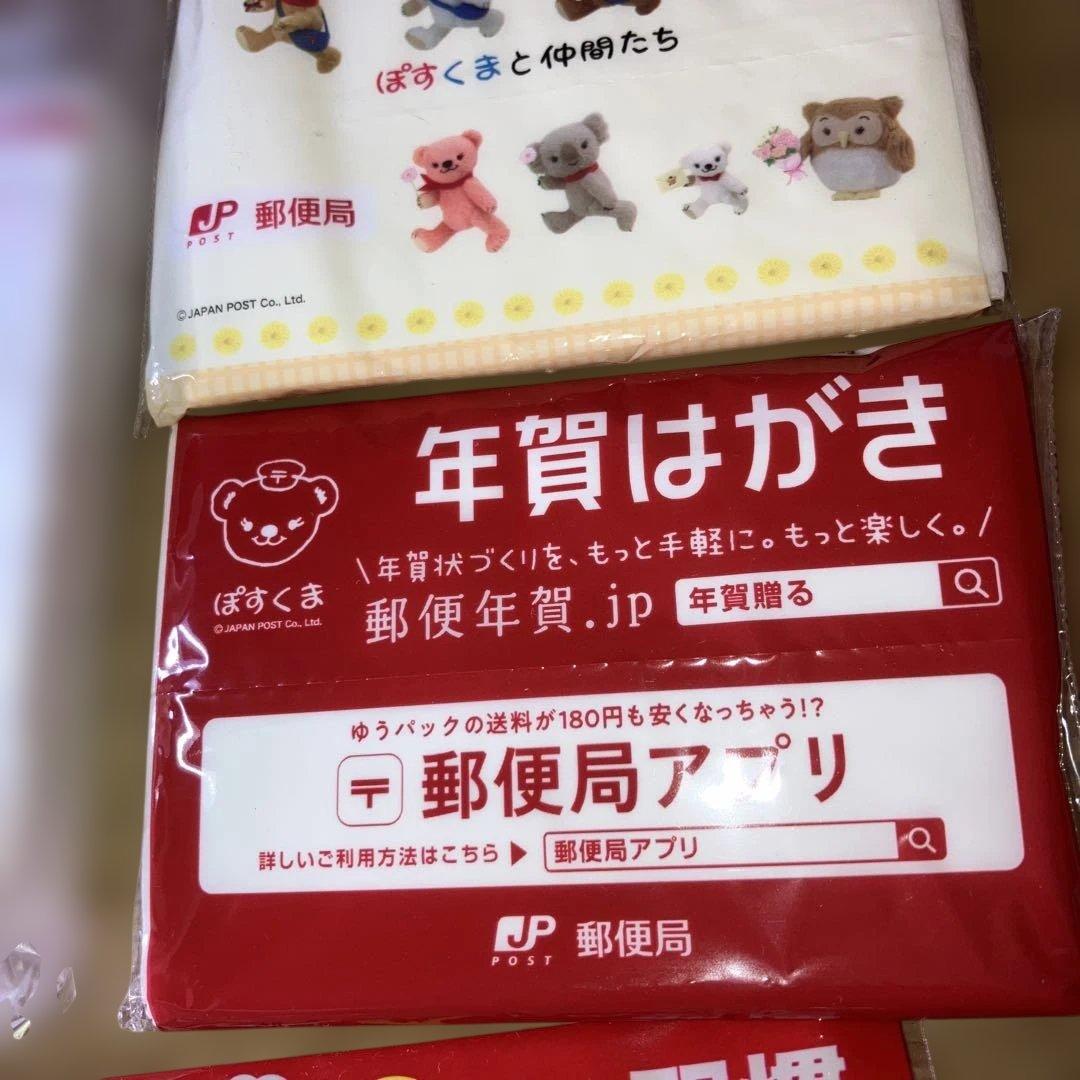 ぽすくまと仲間たち
JP POST 郵便局
©JAPAN POST Co., Ltd.
年賀はがき
\年賀状づくりを、もっと手軽に。もっと楽しく。/
郵便年賀.jp 年賀贈る
ぽすくま
©JAPAN POST Co., Ltd.
ゆうパックの送料が180円も安くなっちゃう!?
〒 郵便局アプリ
詳しいご利用方法はこちら▶ 郵便局アプリ
JP POST 郵便局